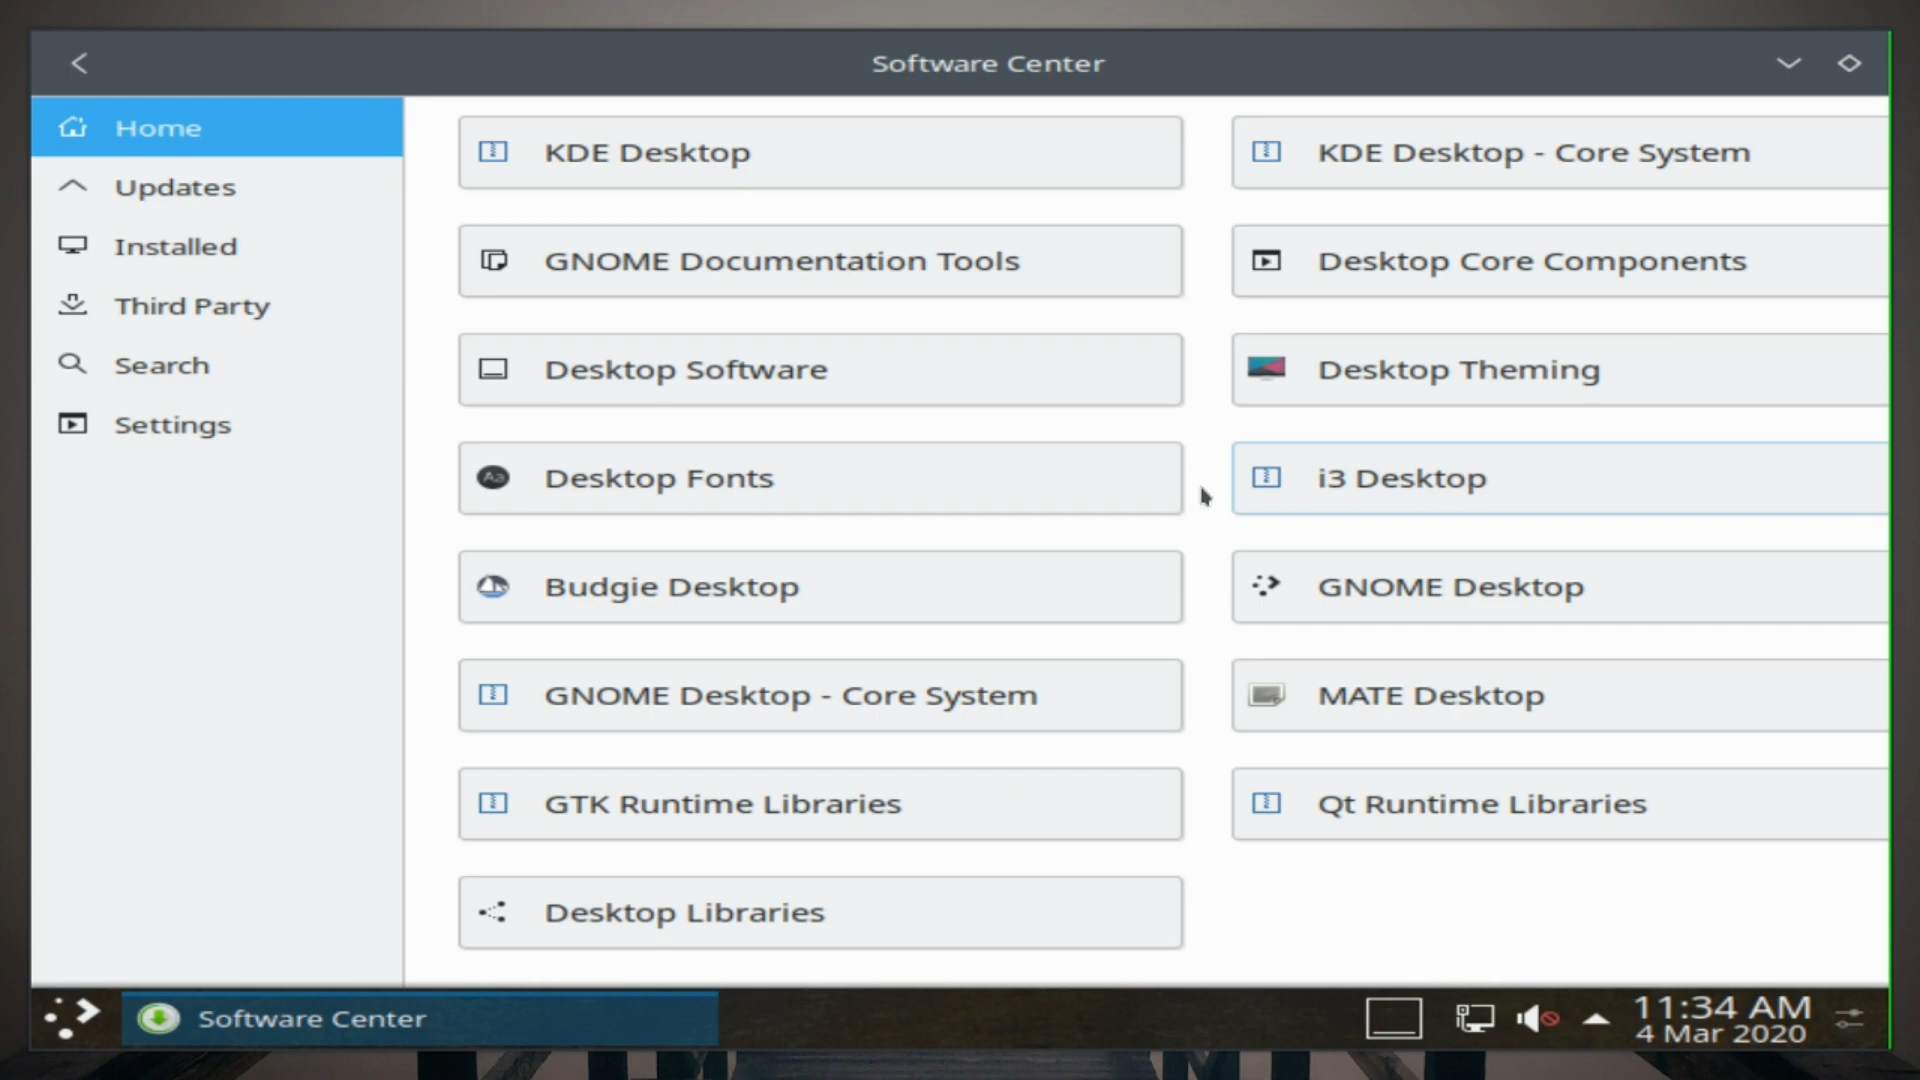 Software Center
Home
Updates
Installed
Third Party
Search
Settings
KDE Desktop
KDE Desktop - Core System
GNOME Documentation Tools
Desktop Core Components
Desktop Software
Desktop Theming
Aa
Desktop Fonts
i3 Desktop
Budgie Desktop
GNOME Desktop
GNOME Desktop - Core System
MATE Desktop
GTK Runtime Libraries
Qt Runtime Libraries
Desktop Libraries
Software Center
11:34 AM
4 Mar 2020